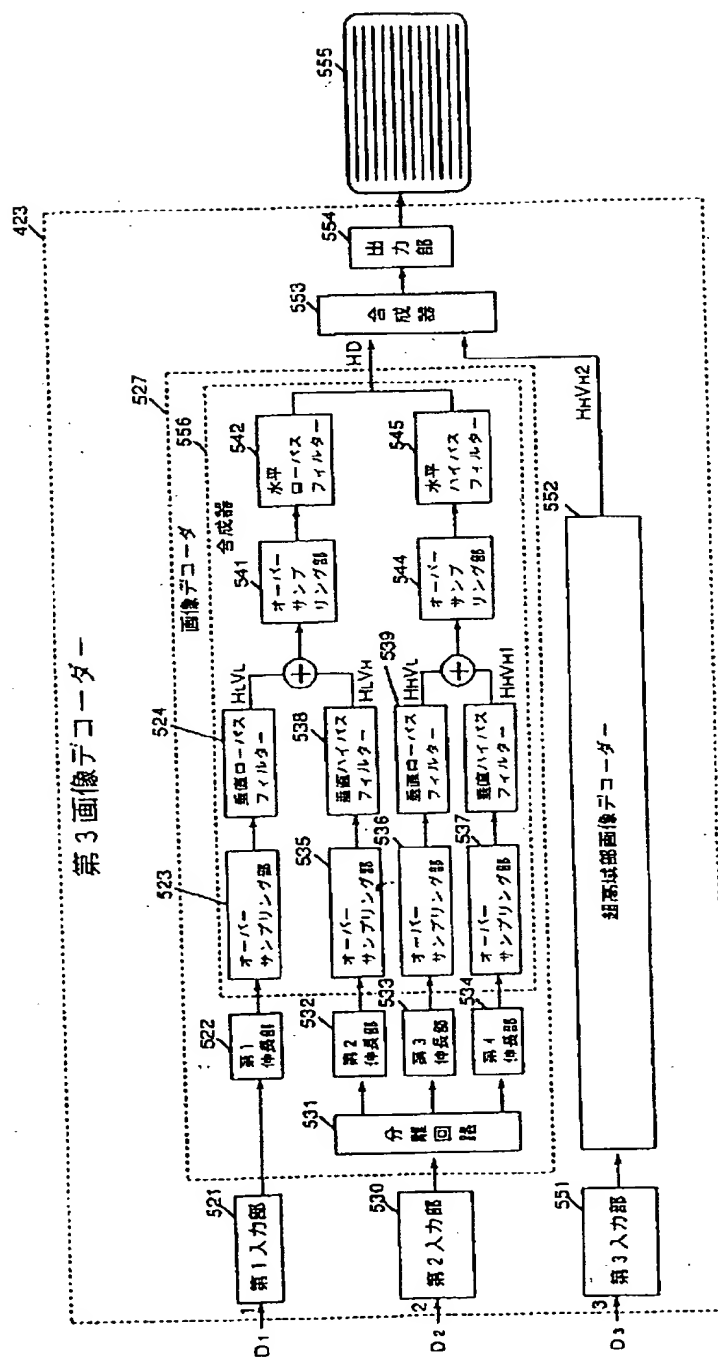 第3画像デコーダー
423
527
画像デコーダ
556
合成器
D1
1
521
第1入力部
522
第1
伸長部
523
オーバー
サンプリング部
524
垂直ローパス
フィルター
HLVL
541
オーバー
サンプ
リング部
542
水平
ローパス
フィルター
D2
2
530
第2入力部
531
分離回路
532
第2
伸長部
535
オーバー
サンプリング部
538
垂直ハイパス
フィルター
HLVH
533
第3
伸長部
536
オーバー
サンプリング部
539
垂直ローパス
フィルター
HHVL
544
オーバー
サンプ
リング部
545
水平
ハイパス
フィルター
534
第4
伸長部
537
オーバー
サンプリング部
垂直ハイパス
フィルター
HHVH1
HD
553
合成器
554
出力部
555
D3
3
551
第3入力部
552
超高域部画像デコーダー
HHVH2